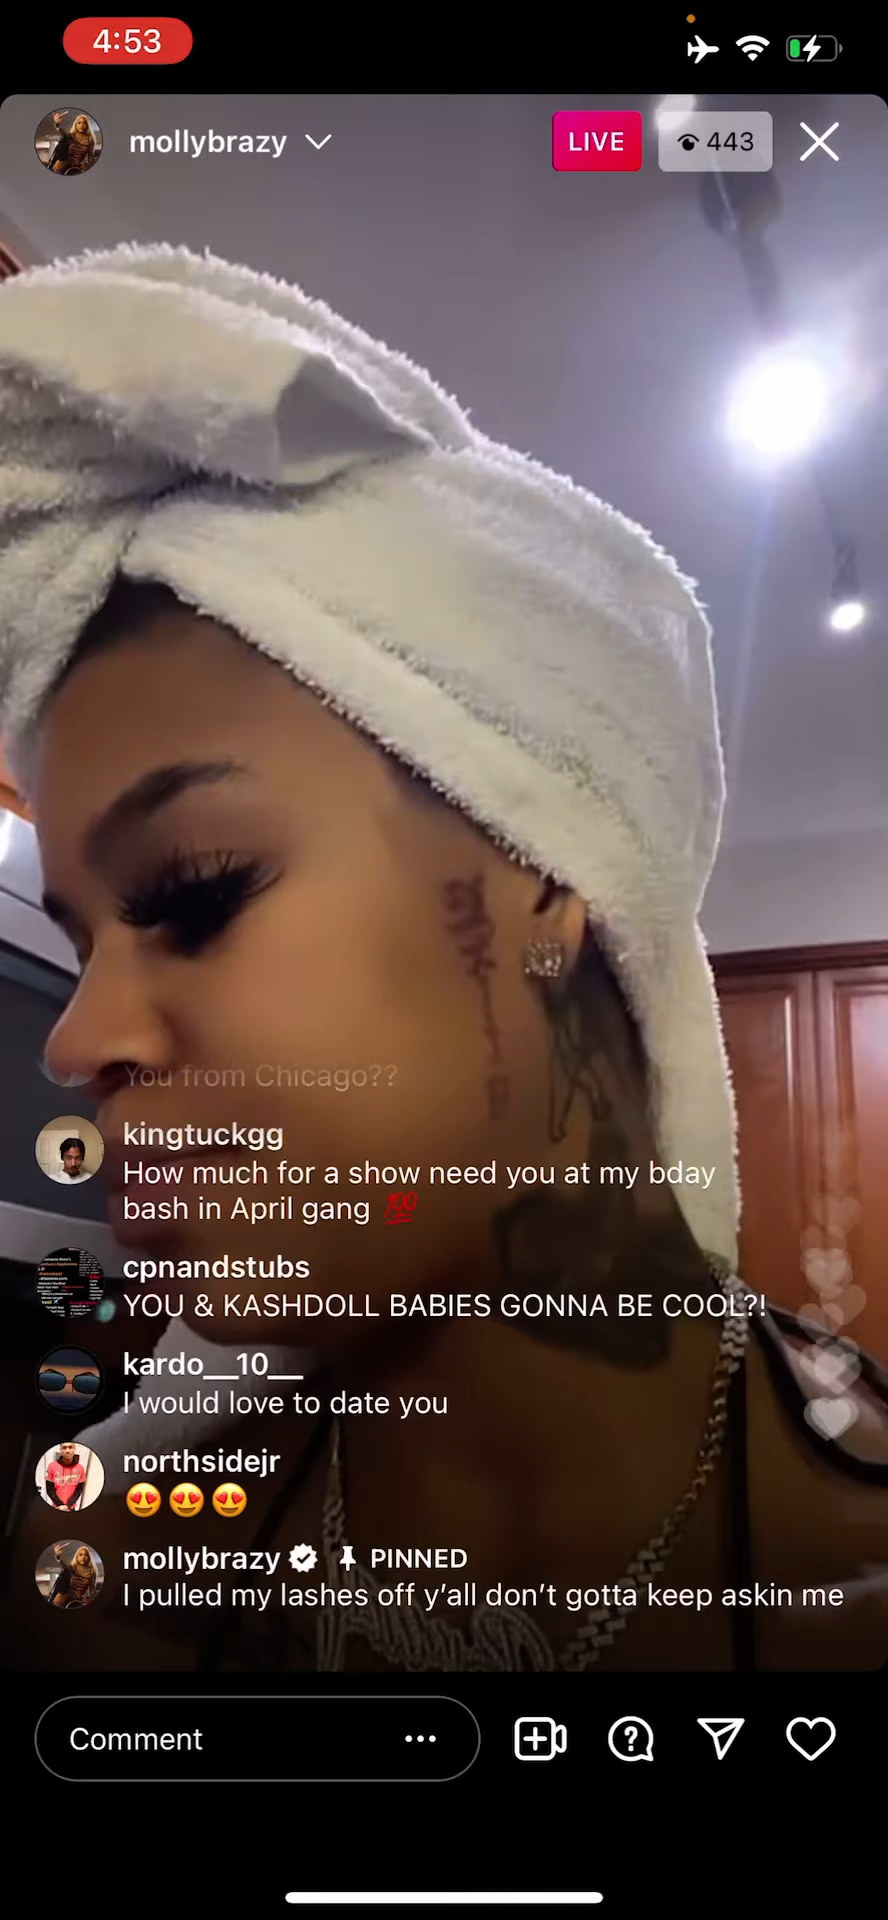 4:53
mollybrazy
LIVE
443
You from Chicago??
kingtuckgg
How much for a show need you at my bday
bash in April gang 💯
cpnandstubs
YOU & KASHDOLL BABIES GONNA BE COOL?!
kardo__10__
I would love to date you
northsidejr
😍😍😍
mollybrazy PINNED
I pulled my lashes off y’all don’t gotta keep askin me
Comment